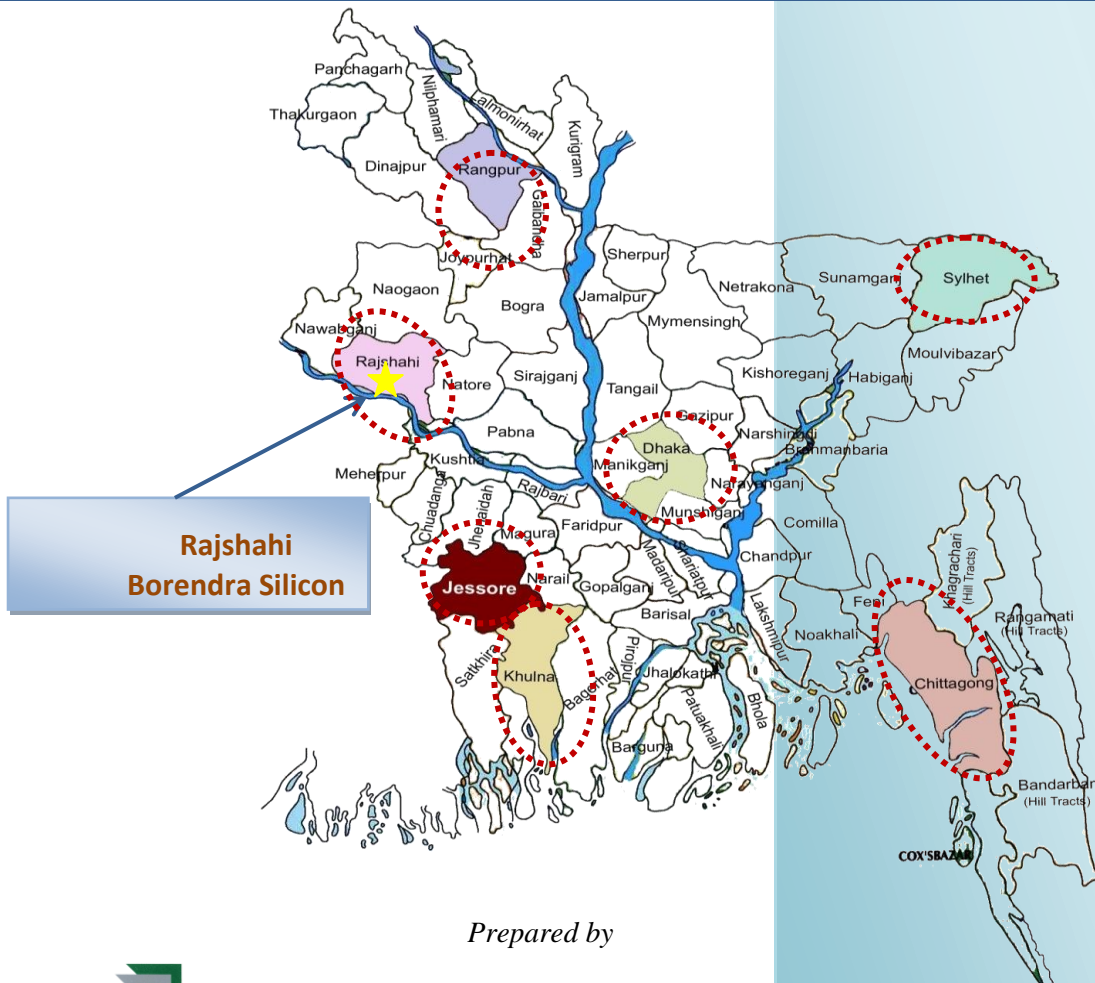 Panchagarh
Nilphamari
Lalmonirhat
Kurigram
Thakurgaon
Dinajpur
Rangpur
Gaibandha
Joypurhat
Sherpur
Sunamganj
Sylhet
Naogaon
Bogra
Jamalpur
Netrakona
Nawabganj
Mymensingh
Moulvibazar
Rajshahi
Natore
Sirajganj
Tangail
Kishoreganj
Habiganj
Gazipur
Pabna
Dhaka
Narshingdi
Brahmanbaria
Meherpur
Kushtia
Manikganj
Narayanganj
Chuadanga
Jhenaidah
Rajbari
Munshiganj
Magura
Faridpur
Comilla
Rajshahi
Borendra Silicon
Madaripur
Shariatpur
Chandpur
Khagrachari
(Hill Tracts)
Jessore
Narail
Gopalganj
Barisal
Lakshmipur
Feni
Rangamati
(Hill Tracts)
Noakhali
Satkhira
Khulna
Bagerhat
Pirojpur
Jhalokathi
Patuakhali
Bhola
Chittagong
Barguna
Bandarban
(Hill Tracts)
COX'SBAZAR
Prepared by